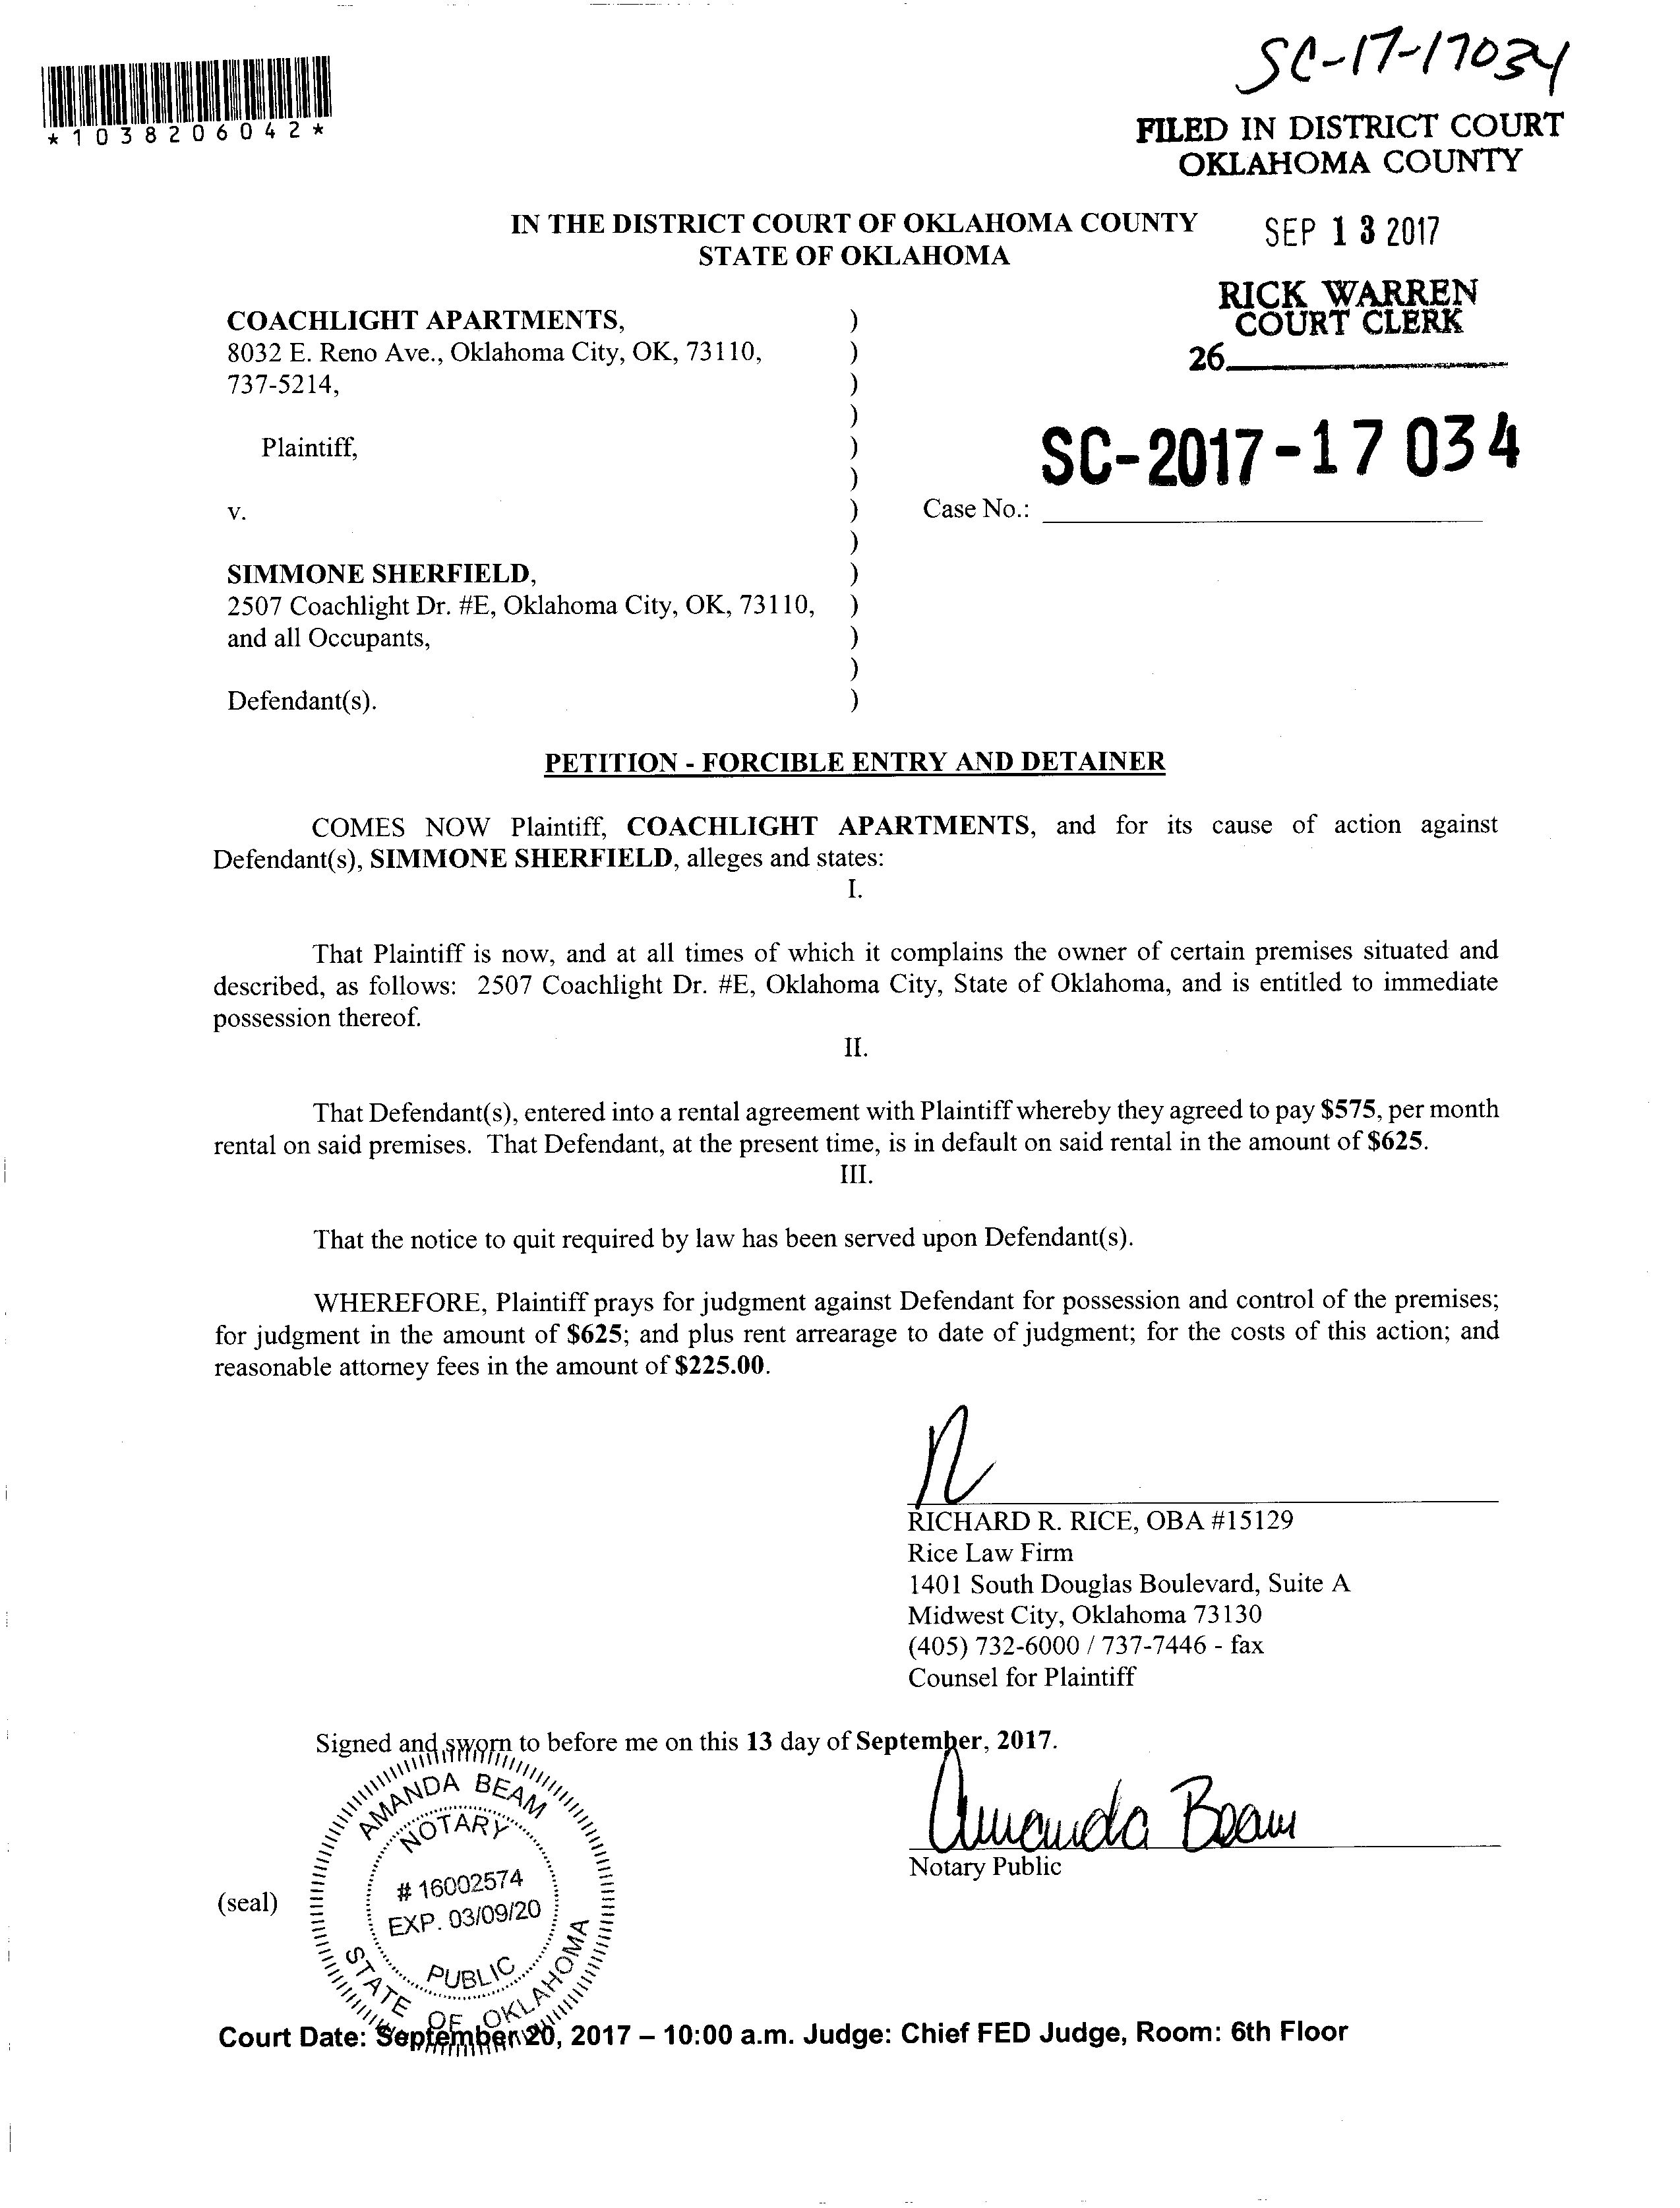 SC-17-17034
*1038206042*
FILED IN DISTRICT COURT
OKLAHOMA COUNTY
IN THE DISTRICT COURT OF OKLAHOMA COUNTY
STATE OF OKLAHOMA
SEP 13 2017
RICK WARREN
COURT CLERK
26
COACHLIGHT APARTMENTS, )
8032 E. Reno Ave., Oklahoma City, OK, 73110, )
737-5214, )
)
Plaintiff, )
)
v. ) Case No.: SC-2017-17034
)
SIMMONE SHERFIELD, )
2507 Coachlight Dr. #E, Oklahoma City, OK, 73110, )
and all Occupants, )
)
Defendant(s). )
PETITION - FORCIBLE ENTRY AND DETAINER
COMES NOW Plaintiff, COACHLIGHT APARTMENTS, and for its cause of action against
Defendant(s), SIMMONE SHERFIELD, alleges and states:
I.
That Plaintiff is now, and at all times of which it complains the owner of certain premises situated and
described, as follows: 2507 Coachlight Dr. #E, Oklahoma City, State of Oklahoma, and is entitled to immediate
possession thereof.
II.
That Defendant(s), entered into a rental agreement with Plaintiff whereby they agreed to pay $575, per month
rental on said premises. That Defendant, at the present time, is in default on said rental in the amount of $625.
III.
That the notice to quit required by law has been served upon Defendant(s).
WHEREFORE, Plaintiff prays for judgment against Defendant for possession and control of the premises;
for judgment in the amount of $625; and plus rent arrearage to date of judgment; for the costs of this action; and
reasonable attorney fees in the amount of $225.00.
RICHARD R. RICE, OBA #15129
Rice Law Firm
1401 South Douglas Boulevard, Suite A
Midwest City, Oklahoma 73130
(405) 732-6000 / 737-7446 - fax
Counsel for Plaintiff
Signed and sworn to before me on this 13 day of September, 2017.
Amanda Beam
Notary Public
(seal)
AMANDA BEAM
NOTARY
# 16002574
EXP. 03/09/20
PUBLIC
STATE OF OKLAHOMA
Court Date: September 20, 2017 – 10:00 a.m. Judge: Chief FED Judge, Room: 6th Floor